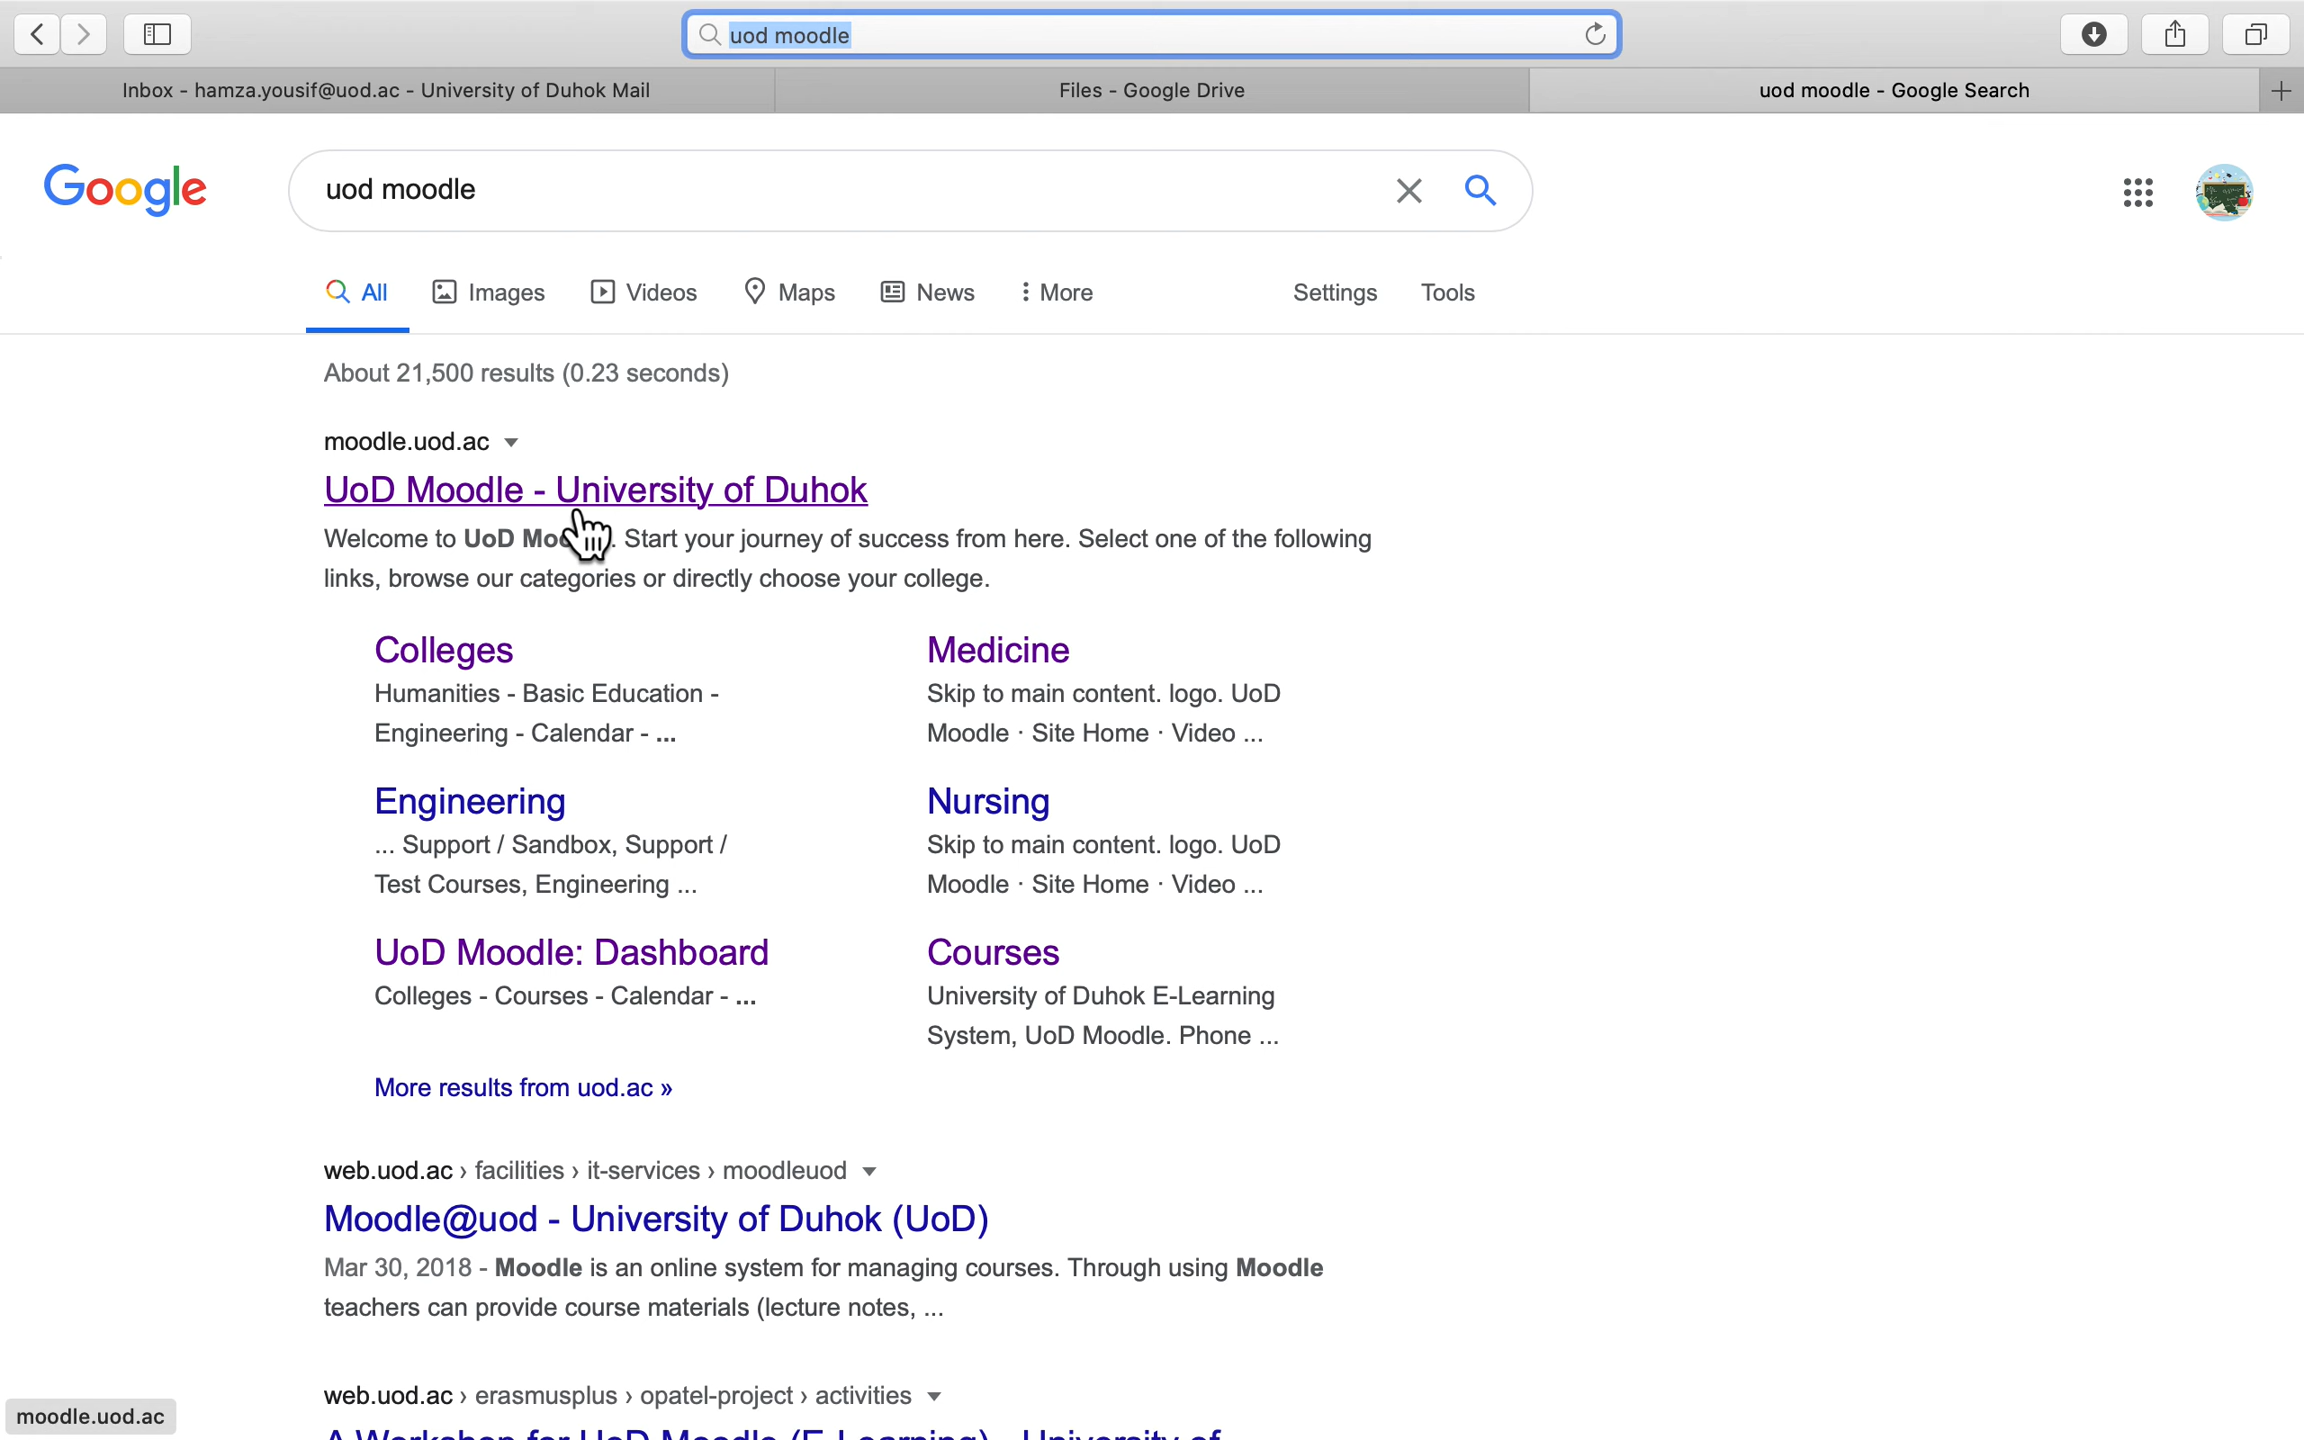 uod moodle
Inbox - hamza.yousif@uod.ac - University of Duhok Mail
Files - Google Drive
uod moodle - Google Search
Google
uod moodle
All
Images
Videos
Maps
News
More
Settings
Tools
About 21,500 results (0.23 seconds)
moodle.uod.ac
UoD Moodle - University of Duhok
Welcome to UoD . Start your journey of success from here. Select one of the following
links, browse our categories or directly choose your college.
Colleges
Humanities - Basic Education -
Engineering - Calendar - ...
Medicine
Skip to main content. logo. UoD
Moodle · Site Home · Video ...
Engineering
... Support / Sandbox, Support /
Test Courses, Engineering ...
Nursing
Skip to main content. logo. UoD
Moodle · Site Home · Video ...
UoD Moodle: Dashboard
Colleges - Courses - Calendar - ...
Courses
University of Duhok E-Learning
System, UoD Moodle. Phone ...
More results from uod.ac »
web.uod.ac › facilities › it-services › moodleuod
Moodle@uod - University of Duhok (UoD)
Mar 30, 2018 - Moodle is an online system for managing courses. Through using Moodle
teachers can provide course materials (lecture notes, ...
web.uod.ac › erasmusplus › opatel-project › activities
A Workshop for UoD Moodle (E-Learning) - University of
moodle.uod.ac